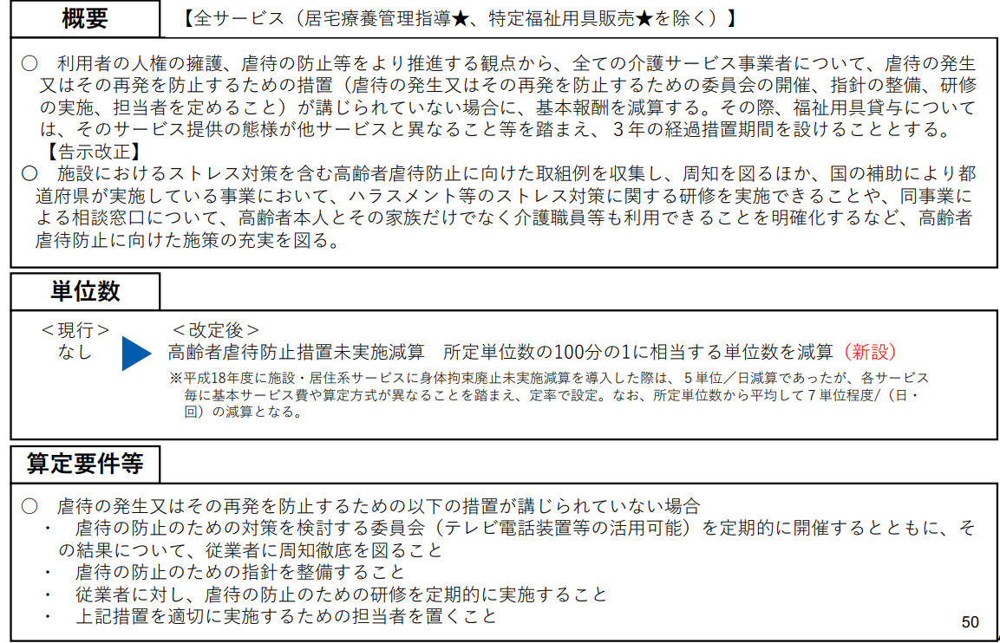 概要
【全サービス（居宅療養管理指導★、特定福祉用具販売★を除く）】
○　利用者の人権の擁護、虐待の防止等をより推進する観点から、全ての介護サービス事業者について、虐待の発生
又はその再発を防止するための措置（虐待の発生又はその再発を防止するための委員会の開催、指針の整備、研修
の実施、担当者を定めること）が講じられていない場合に、基本報酬を減算する。その際、福祉用具貸与について
は、そのサービス提供の態様が他サービスと異なること等を踏まえ、３年の経過措置期間を設けることとする。
【告示改正】
○　施設におけるストレス対策を含む高齢者虐待防止に向けた取組例を収集し、周知を図るほか、国の補助により都
道府県が実施している事業において、ハラスメント等のストレス対策に関する研修を実施できることや、同事業に
よる相談窓口について、高齢者本人とその家族だけでなく介護職員等も利用できることを明確化するなど、高齢者
虐待防止に向けた施策の充実を図る。
単位数
＜現行＞　＜改定後＞
なし　高齢者虐待防止措置未実施減算　所定単位数の100分の1に相当する単位数を減算（新設）
※平成18年度に施設・居住系サービスに身体拘束廃止未実施減算を導入した際は、５単位／日減算であったが、各サービス
毎に基本サービス費や算定方式が異なることを踏まえ、定率で設定。なお、所定単位数から平均して７単位程度/（日・
回）の減算となる。
算定要件等
○　虐待の発生又はその再発を防止するための以下の措置が講じられていない場合
・　虐待の防止のための対策を検討する委員会（テレビ電話装置等の活用可能）を定期的に開催するとともに、そ
の結果について、従業者に周知徹底を図ること
・　虐待の防止のための指針を整備すること
・　従業者に対し、虐待の防止のための研修を定期的に実施すること
・　上記措置を適切に実施するための担当者を置くこと
50